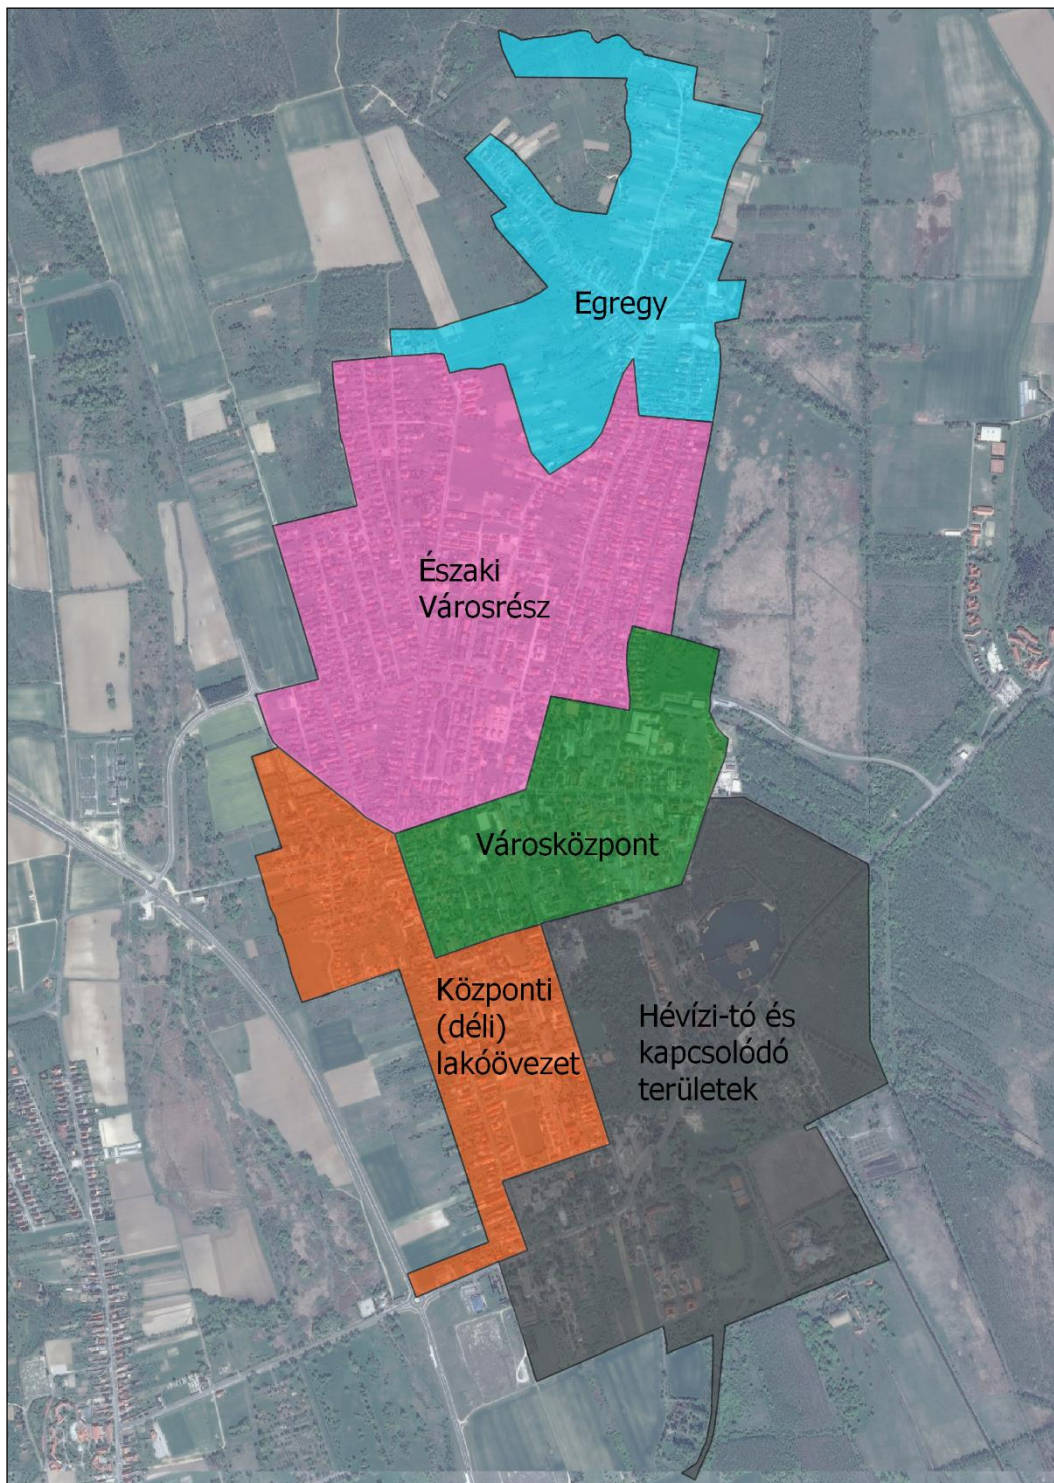 Egregy
Északi
Városrész
Városközpont
Központi
(déli)
lakóövezet
Hévízi-tó és
kapcsolódó
területek